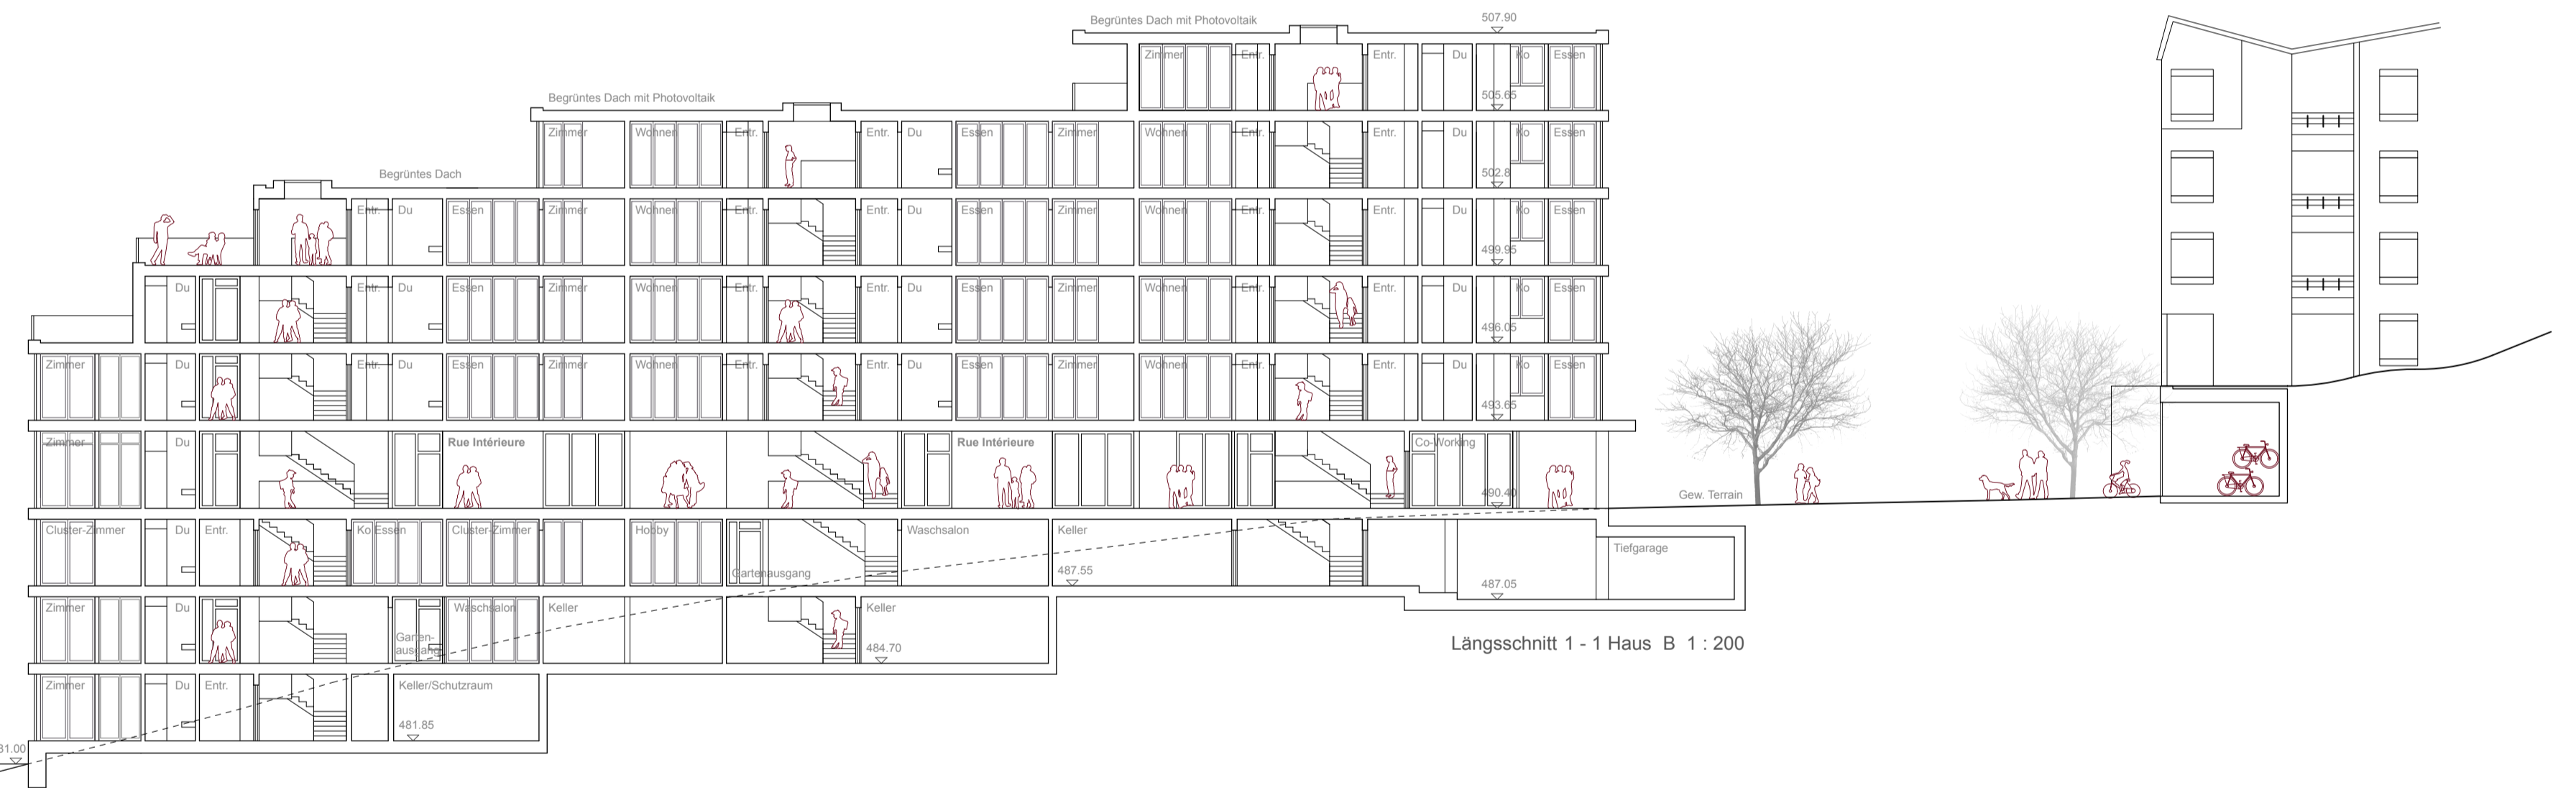 Begrüntes Dach mit Photovoltaik 507.90
Zimmer Entr. Entr. Du Ko Essen
505.65
Begrüntes Dach mit Photovoltaik
Zimmer Wohnen Entr. Entr. Du Essen Zimmer Wohnen Entr. Entr. Du Ko Essen
502.8
Begrüntes Dach
Entr. Du Essen Zimmer Wohnen Entr. Entr. Du Essen Zimmer Wohnen Entr. Entr. Du Ko Essen
499.95
Du Entr. Du Essen Zimmer Wohnen Entr. Entr. Du Essen Zimmer Wohnen Entr. Entr. Du Ko Essen
496.05
Zimmer Du Entr. Du Essen Zimmer Wohnen Entr. Entr. Du Essen Zimmer Wohnen Entr. Entr. Du Ko Essen
493.65
Zimmer Du Rue Intérieure Rue Intérieure Co-Working
490.40 Gew. Terrain
Cluster-Zimmer Du Entr. Ko Essen Cluster-Zimmer Hobby Waschsalon Keller
Tiefgarage
Gartenausgang 487.55
487.05
Zimmer Du Waschsalon Keller Keller
Garten-
ausgang
484.70
Längsschnitt 1 - 1 Haus B 1 : 200
Zimmer Du Entr. Keller/Schutzraum
481.85
31.00